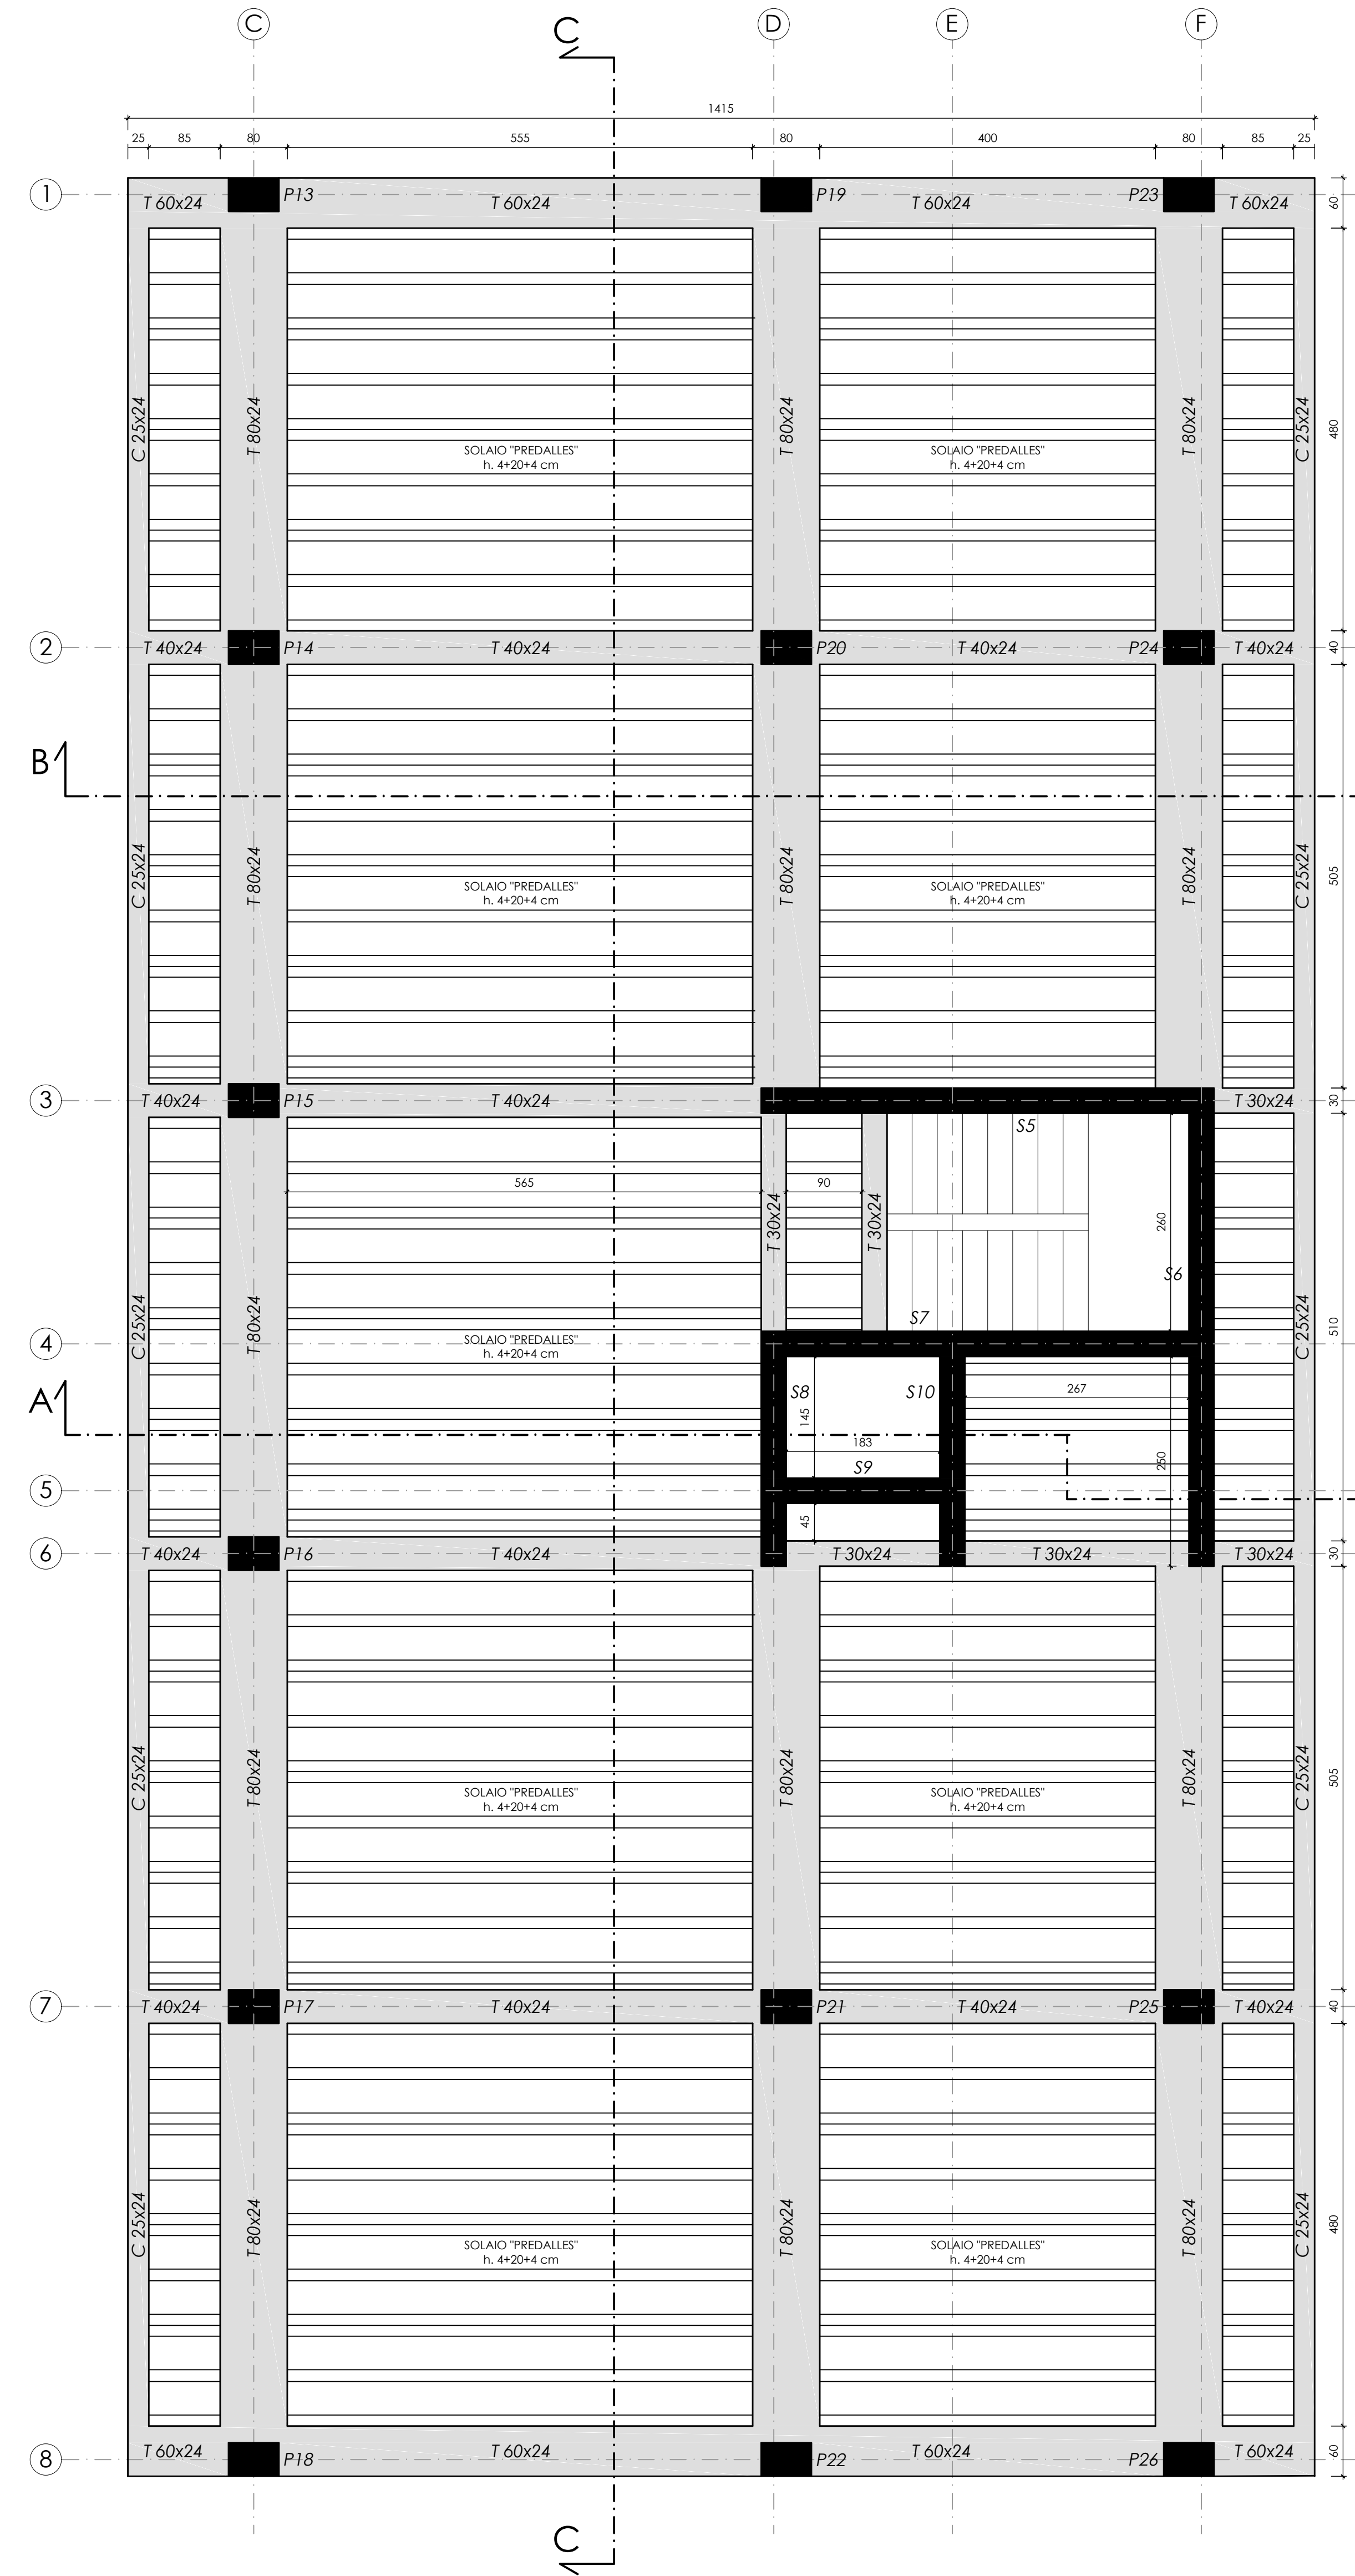 C C D E F
1415
25 85 80 555 80 400 80 85 25
1 P13 P19 P23
T 60x24 T 60x24 T 60x24 T 60x24 60
C 25x24 T 80x24 T 80x24 T 80x24 C 25x24 480
SOLAIO "PREDALLES" SOLAIO "PREDALLES"
h. 4+20+4 cm h. 4+20+4 cm
2 T 40x24 P14 T 40x24 P20 T 40x24 P24 T 40x24 40
B
C 25x24 T 80x24 T 80x24 T 80x24 C 25x24 505
SOLAIO "PREDALLES" SOLAIO "PREDALLES"
h. 4+20+4 cm h. 4+20+4 cm
3 T 40x24 P15 T 40x24 T 30x24 30
S5
565 90
T 30x24 T 30x24 260
S6
S7
C 25x24 T 80x24 C 25x24 510
SOLAIO "PREDALLES"
h. 4+20+4 cm
4
A S8 S10 267
145
183
S9 250
5
45
6 T 40x24 P16 T 40x24 T 30x24 T 30x24 T 30x24 30
C 25x24 T 80x24 T 80x24 T 80x24 C 25x24 505
SOLAIO "PREDALLES" SOLAIO "PREDALLES"
h. 4+20+4 cm h. 4+20+4 cm
7 T 40x24 P17 T 40x24 P21 T 40x24 P25 T 40x24 40
C 25x24 T 80x24 T 80x24 T 80x24 C 25x24 480
SOLAIO "PREDALLES" SOLAIO "PREDALLES"
h. 4+20+4 cm h. 4+20+4 cm
T 60x24 T 60x24 T 60x24 T 60x24 60
8 P18 P22 P26
C